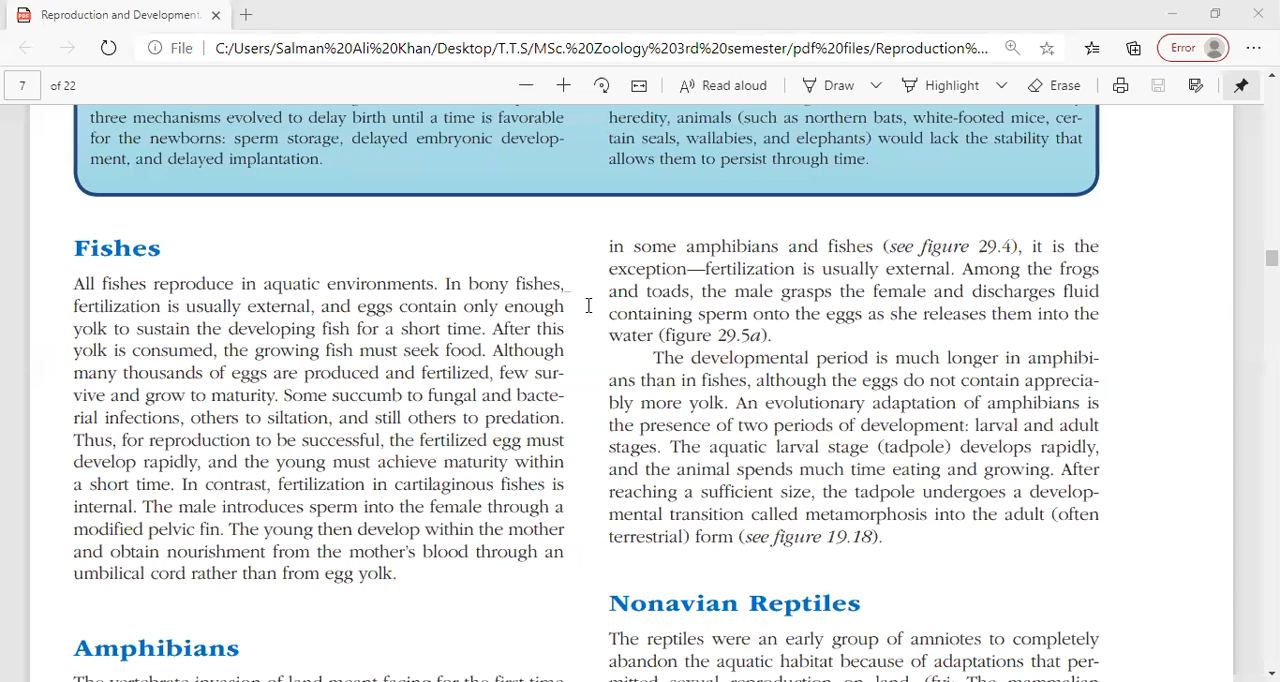 Reproduction and Development.
File
C:/Users/Salman%20Ali%20Khan/Desktop/T.T.S/MSc.%20Zoology%203rd%20semester/pdf%20files/Reproduction%...
Error
7 of 22
Read aloud
Draw
Highlight
Erase
three mechanisms evolved to delay birth until a time is favorable
for the newborns: sperm storage, delayed embryonic develop-
ment, and delayed implantation.
heredity, animals (such as northern bats, white-footed mice, cer-
tain seals, wallabies, and elephants) would lack the stability that
allows them to persist through time.
Fishes
All fishes reproduce in aquatic environments. In bony fishes,
fertilization is usually external, and eggs contain only enough
yolk to sustain the developing fish for a short time. After this
yolk is consumed, the growing fish must seek food. Although
many thousands of eggs are produced and fertilized, few sur-
vive and grow to maturity. Some succumb to fungal and bacte-
rial infections, others to siltation, and still others to predation.
Thus, for reproduction to be successful, the fertilized egg must
develop rapidly, and the young must achieve maturity within
a short time. In contrast, fertilization in cartilaginous fishes is
internal. The male introduces sperm into the female through a
modified pelvic fin. The young then develop within the mother
and obtain nourishment from the mother's blood through an
umbilical cord rather than from egg yolk.
Amphibians
in some amphibians and fishes (see figure 29.4), it is the
exception—fertilization is usually external. Among the frogs
and toads, the male grasps the female and discharges fluid
containing sperm onto the eggs as she releases them into the
water (figure 29.5a).
The developmental period is much longer in amphibi-
ans than in fishes, although the eggs do not contain apprecia-
bly more yolk. An evolutionary adaptation of amphibians is
the presence of two periods of development: larval and adult
stages. The aquatic larval stage (tadpole) develops rapidly,
and the animal spends much time eating and growing. After
reaching a sufficient size, the tadpole undergoes a develop-
mental transition called metamorphosis into the adult (often
terrestrial) form (see figure 19.18).
Nonavian Reptiles
The reptiles were an early group of amniotes to completely
abandon the aquatic habitat because of adaptations that per-